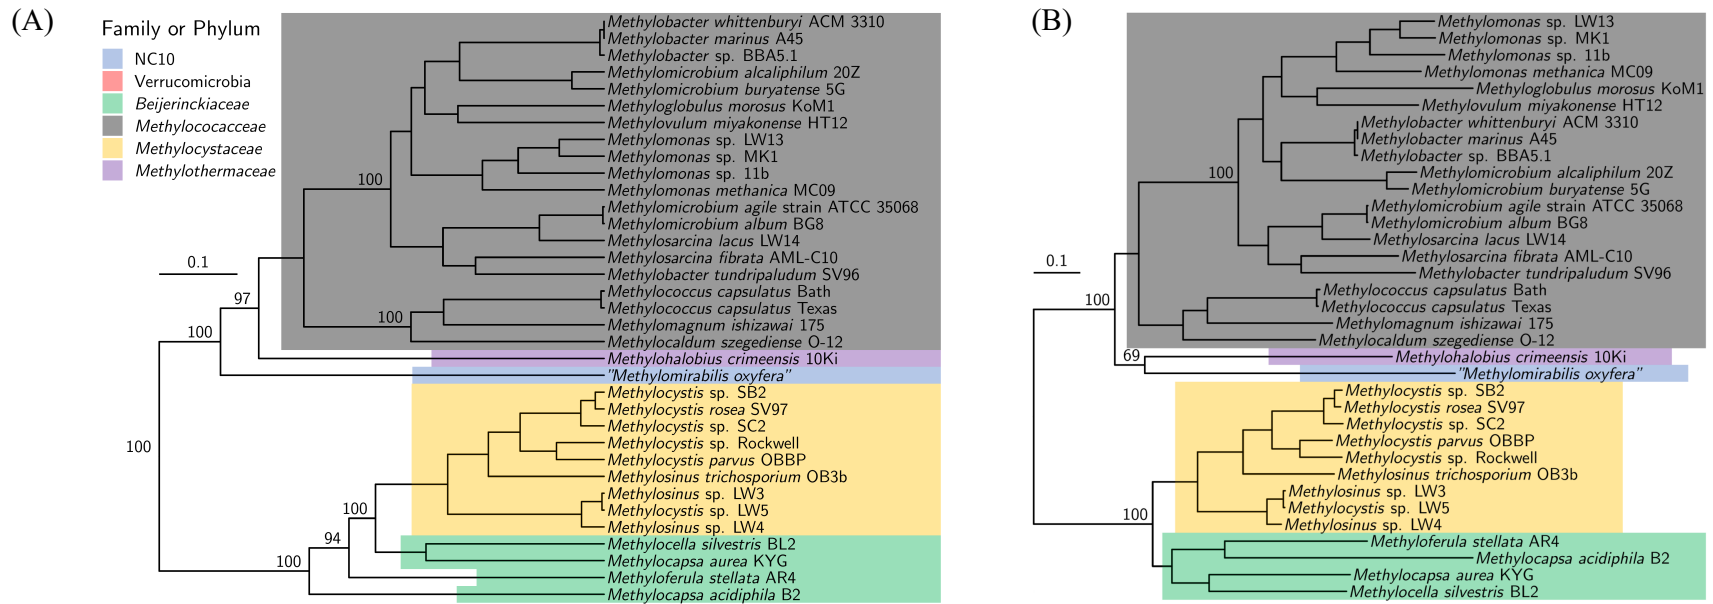 (A)
Family or Phylum
NC10
Verrucomicrobia
Beijerinckiaceae
Methylococacceae
Methylocystaceae
Methylothermaceae
0.1
100
97
100
100
100
100
94
100
Methylobacter whittenburyi ACM 3310
Methylobacter marinus A45
Methylobacter sp. BBA5.1
Methylomicrobium alcaliphilum 20Z
Methylomicrobium buryatense 5G
Methyloglobulus morosus KoM1
Methylovulum miyakonense HT12
Methylomonas sp. LW13
Methylomonas sp. MK1
Methylomonas sp. 11b
Methylomonas methanica MC09
Methylomicrobium agile strain ATCC 35068
Methylomicrobium album BG8
Methylosarcina lacus LW14
Methylosarcina fibrata AML-C10
Methylobacter tundripaludum SV96
Methylococcus capsulatus Bath
Methylococcus capsulatus Texas
Methylomagnum ishizawai 175
Methylocaldum szegediense O-12
Methylohalobius crimeensis 10Ki
"Methylomirabilis oxyfera"
Methylocystis sp. SB2
Methylocystis rosea SV97
Methylocystis sp. SC2
Methylocystis sp. Rockwell
Methylocystis parvus OBBP
Methylosinus trichosporium OB3b
Methylosinus sp. LW3
Methylocystis sp. LW5
Methylosinus sp. LW4
Methylocella silvestris BL2
Methylocapsa aurea KYG
Methyloferula stellata AR4
Methylocapsa acidiphila B2
(B)
0.1
100
100
69
100
Methylomonas sp. LW13
Methylomonas sp. MK1
Methylomonas sp. 11b
Methylomonas methanica MC09
Methyloglobulus morosus KoM1
Methylovulum miyakonense HT12
Methylobacter whittenburyi ACM 3310
Methylobacter marinus A45
Methylobacter sp. BBA5.1
Methylomicrobium alcaliphilum 20Z
Methylomicrobium buryatense 5G
Methylomicrobium agile strain ATCC 35068
Methylomicrobium album BG8
Methylosarcina lacus LW14
Methylosarcina fibrata AML-C10
Methylobacter tundripaludum SV96
Methylococcus capsulatus Bath
Methylococcus capsulatus Texas
Methylomagnum ishizawai 175
Methylocaldum szegediense O-12
Methylohalobius crimeensis 10Ki
"Methylomirabilis oxyfera"
Methylocystis sp. SB2
Methylocystis rosea SV97
Methylocystis sp. SC2
Methylocystis parvus OBBP
Methylocystis sp. Rockwell
Methylosinus trichosporium OB3b
Methylosinus sp. LW3
Methylocystis sp. LW5
Methylosinus sp. LW4
Methyloferula stellata AR4
Methylocapsa acidiphila B2
Methylocapsa aurea KYG
Methylocella silvestris BL2